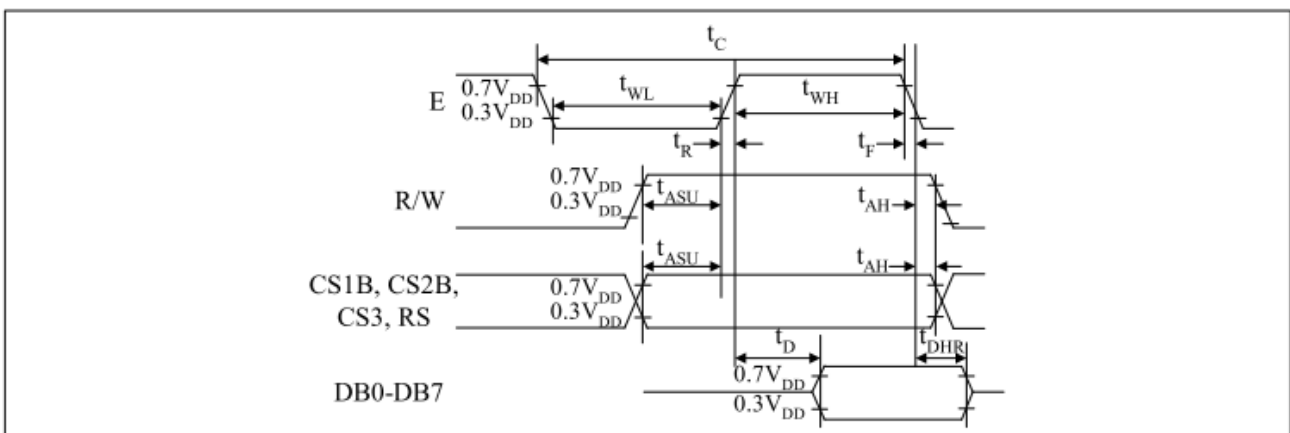 t_C
E
0.7V_DD
0.3V_DD
t_WL
t_WH
t_R
t_F
R/W
0.7V_DD
0.3V_DD
t_ASU
t_AH
CS1B, CS2B,
CS3, RS
0.7V_DD
0.3V_DD
t_ASU
t_AH
t_D
t_DHR
DB0-DB7
0.7V_DD
0.3V_DD